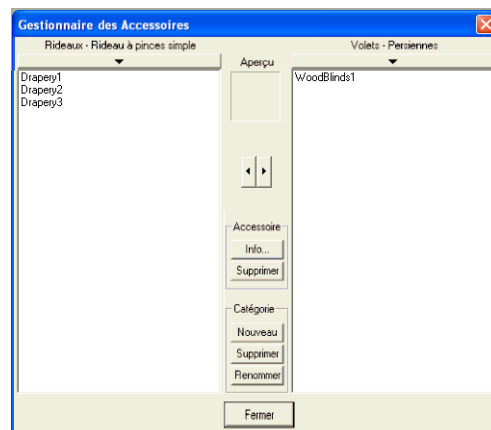 Gestionnaire des Accessoires
Rideaux - Rideau à pinces simple
Volets - Persiennes
Aperçu
Drapery1
Drapery2
Drapery3
WoodBlinds1
Accessoire
Info...
Supprimer
Catégorie
Nouveau
Supprimer
Renommer
Fermer